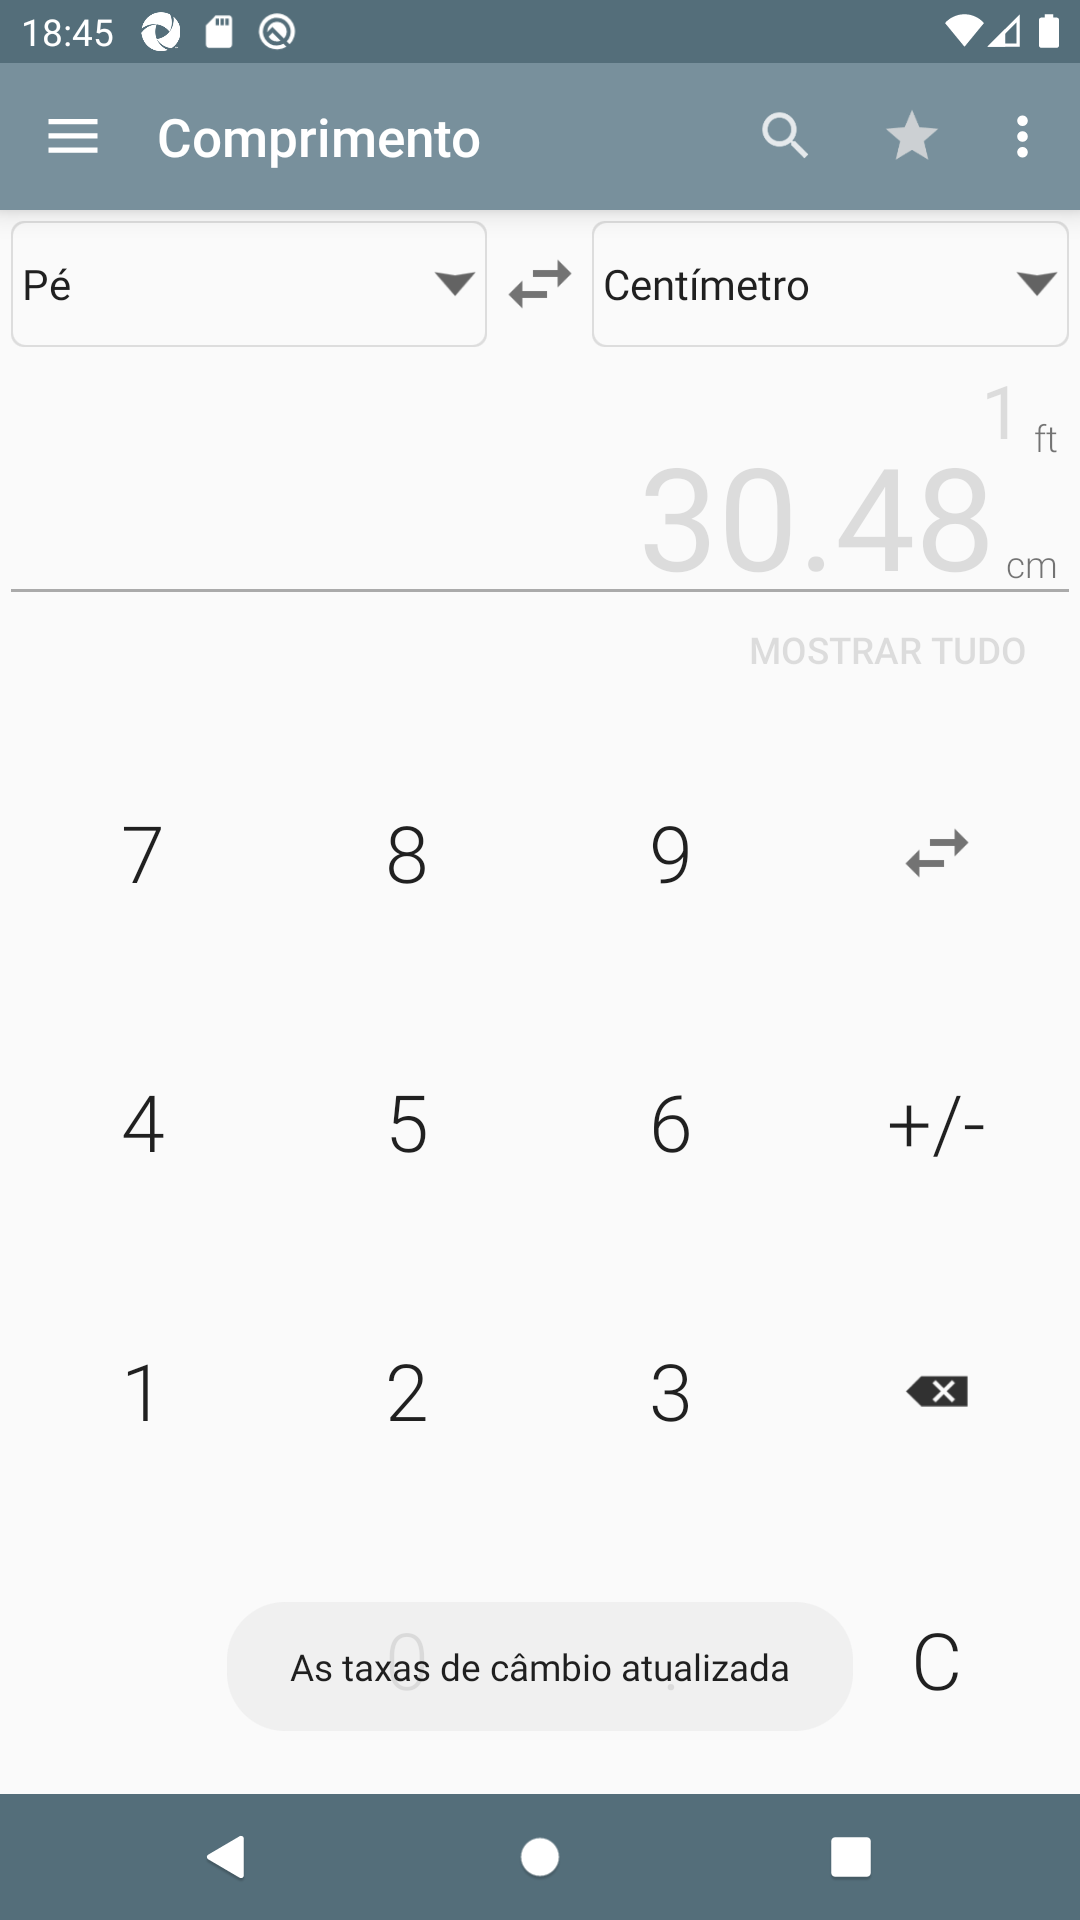 18:45
Comprimento
Pé
Centímetro
1 ft
30.48 cm
MOSTRAR TUDO
7 8 9
4 5 6 +/-
1 2 3
0 . C
As taxas de câmbio atualizada